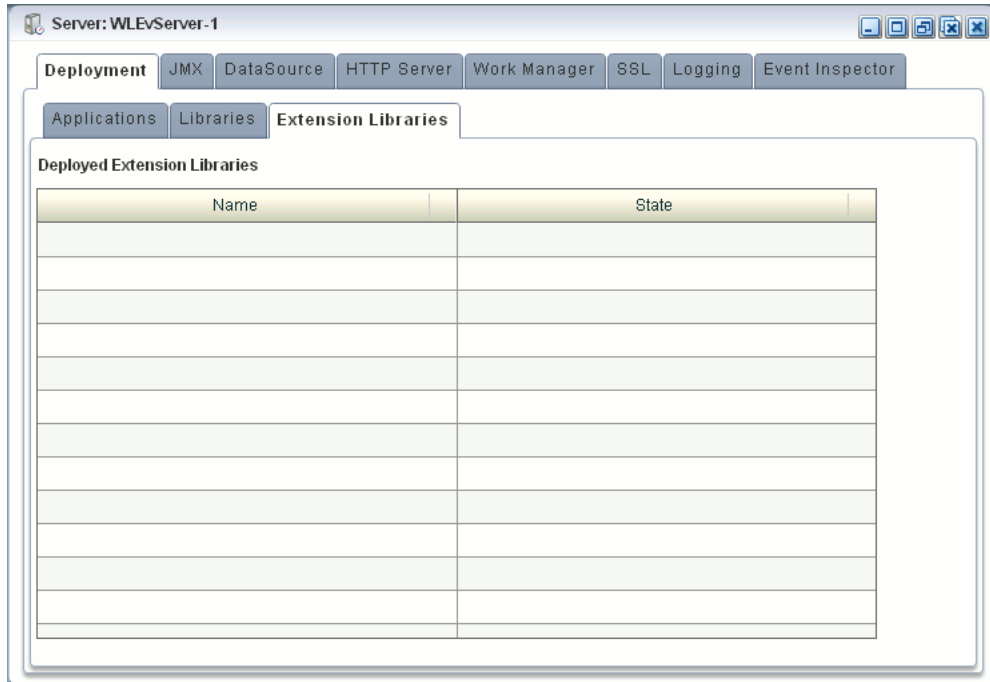 Server: WLEvServer-1
Deployment JMX DataSource HTTP Server Work Manager SSL Logging Event Inspector
Applications Libraries Extension Libraries
Deployed Extension Libraries
Name State